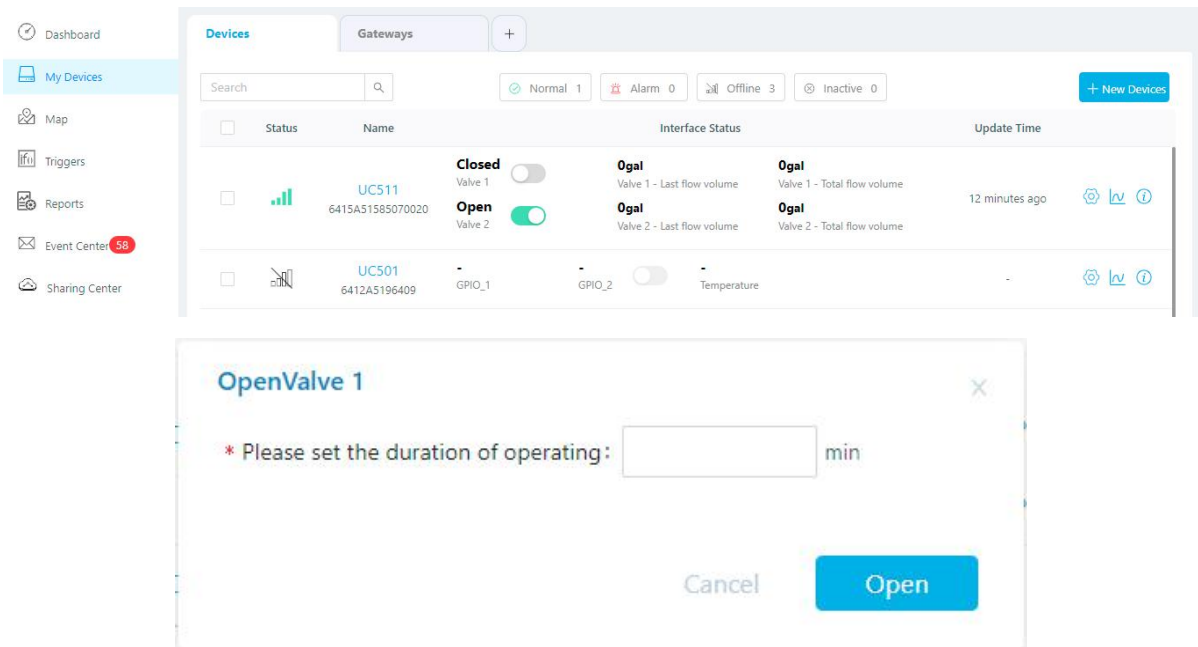 Dashboard
My Devices
Map
Triggers
Reports
Event Center 58
Sharing Center
Devices Gateways +
Search Normal 1 Alarm 0 Offline 3 Inactive 0 + New Devices
Status Name Interface Status Update Time
UC511
6415A51585070020
Closed
Valve 1
0gal
Valve 1 - Last flow volume
0gal
Valve 1 - Total flow volume
Open
Valve 2
0gal
Valve 2 - Last flow volume
0gal
Valve 2 - Total flow volume
12 minutes ago
UC501
6412A5196409
-
GPIO_1
-
GPIO_2
-
Temperature
-
OpenValve 1
* Please set the duration of operating: min
Cancel Open